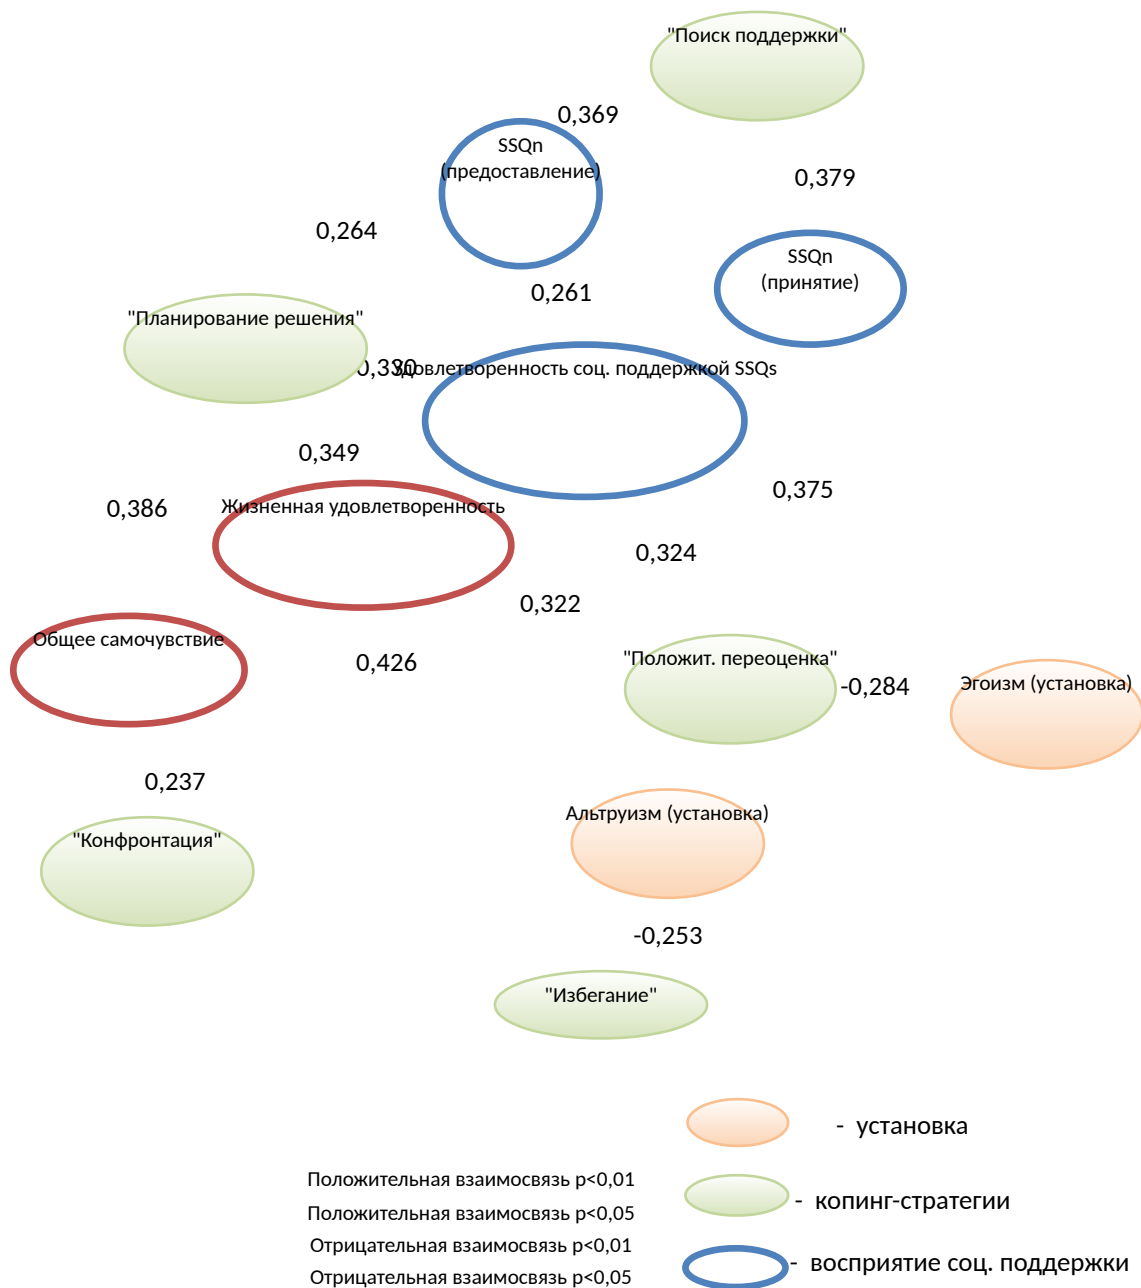 "Поиск поддержки"
0,369
SSQn
(предоставление)
0,379
0,264
SSQn
(принятие)
0,261
"Планирование решения"
0,330
Удовлетворенность соц. поддержкой SSQs
0,349
0,375
Жизненная удовлетворенность
0,386
0,324
0,322
Общее самочувствие
0,426
"Положит. переоценка"
-0,284
Эгоизм (установка)
0,237
Альтруизм (установка)
"Конфронтация"
-0,253
"Избегание"
- установка
Положительная взаимосвязь p<0,01
- копинг-стратегии
Положительная взаимосвязь p<0,05
Отрицательная взаимосвязь p<0,01
- восприятие соц. поддержки
Отрицательная взаимосвязь p<0,05